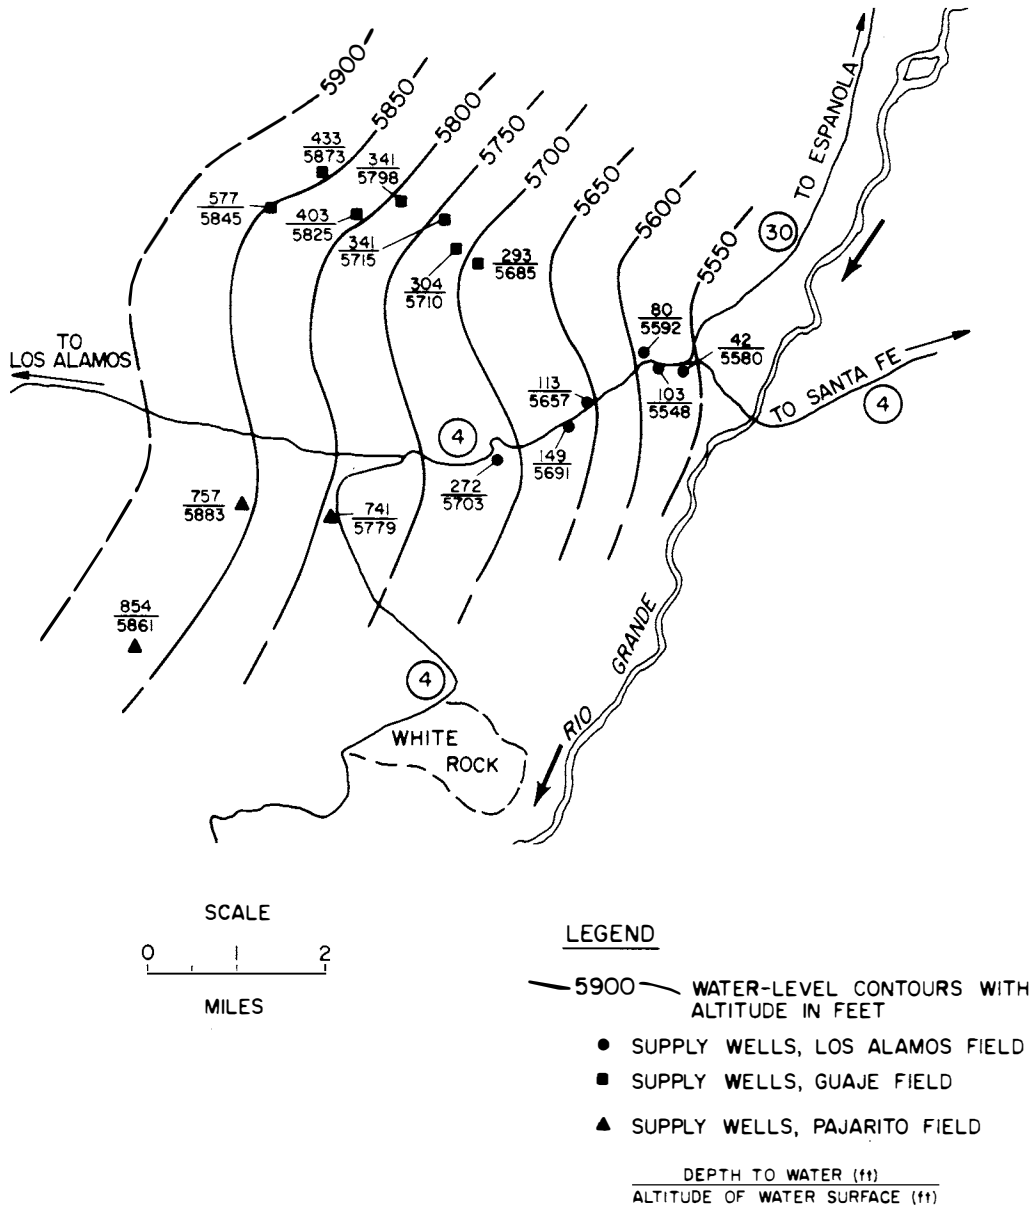 5900
5850
5800
5750
5700
5650
5600
5550
TO ESPANOLA
30
433
5873
341
5798
577
5845
403
5825
341
5715
304
5710
293
5685
80
5592
42
5580
TO
LOS ALAMOS
113
5657
103
5548
TO SANTA FE
4
4
149
5691
272
5703
757
5883
741
5779
854
5861
RIO GRANDE
4
WHITE
ROCK
SCALE
0 1 2
MILES
LEGEND
5900 WATER-LEVEL CONTOURS WITH
ALTITUDE IN FEET
SUPPLY WELLS, LOS ALAMOS FIELD
SUPPLY WELLS, GUAJE FIELD
SUPPLY WELLS, PAJARITO FIELD
DEPTH TO WATER (ft)
ALTITUDE OF WATER SURFACE (ft)